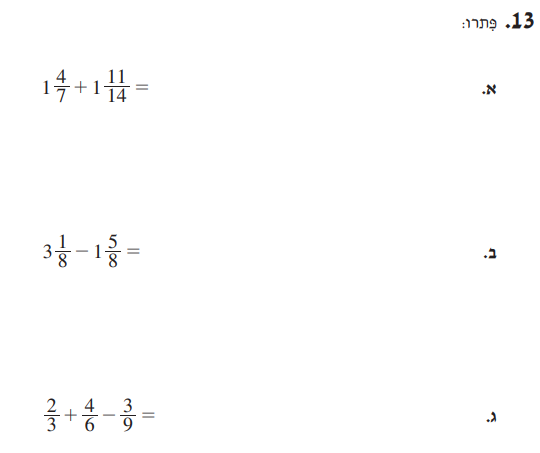 13. פִּתרו:
א. 1 4/7 + 1 11/14 =
ב. 3 1/8 − 1 5/8 =
ג. 2/3 + 4/6 − 3/9 =